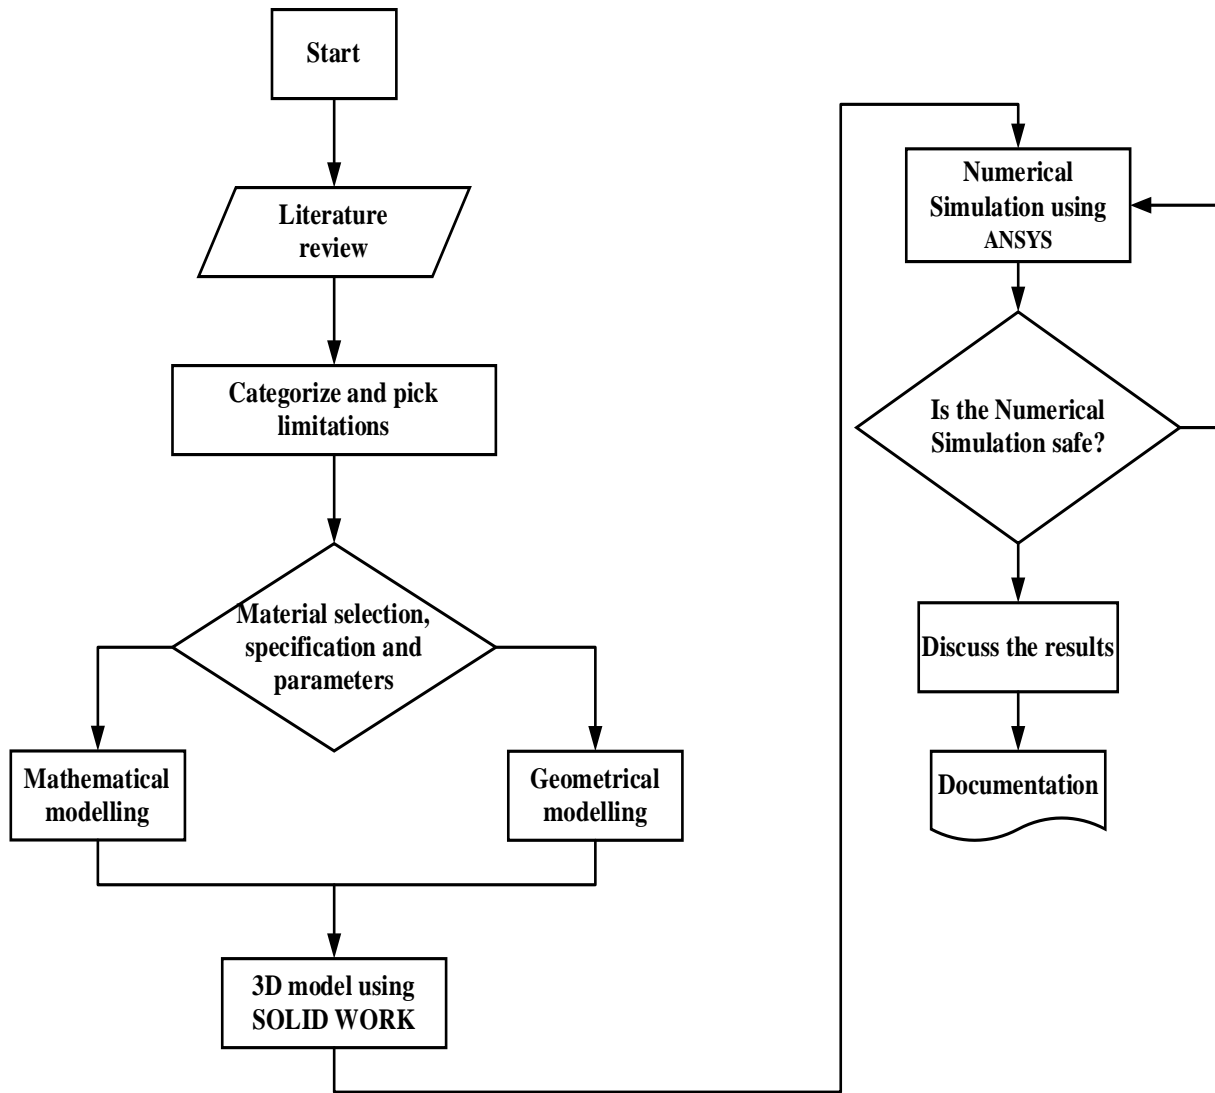 Start
Literature
review
Categorize and pick
limitations
Material selection,
specification and
parameters
Mathematical
modelling
Geometrical
modelling
3D model using
SOLID WORK
Numerical
Simulation using
ANSYS
Is the Numerical
Simulation safe?
Discuss the results
Documentation